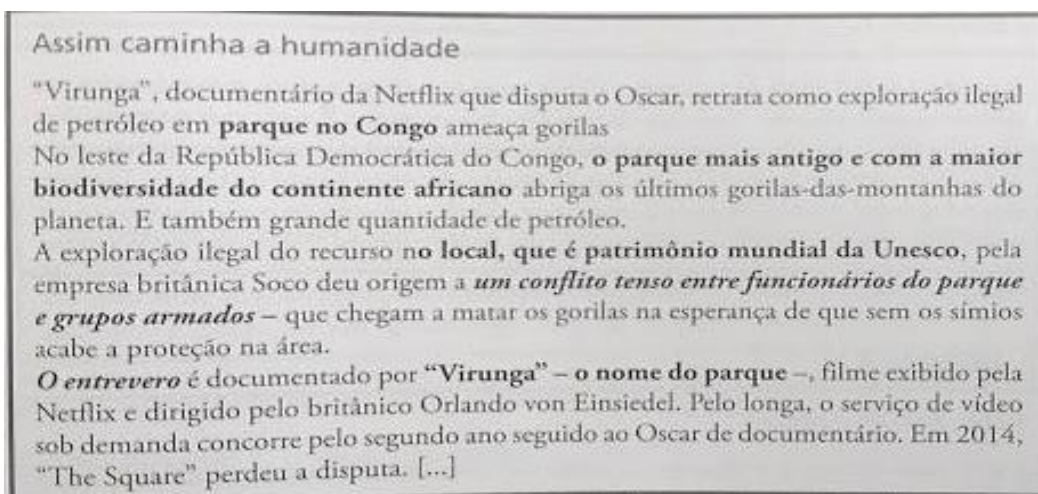 Assim caminha a humanidade
“Virunga”, documentário da Netflix que disputa o Oscar, retrata como exploração ilegal
de petróleo em parque no Congo ameaça gorilas
No leste da República Democrática do Congo, o parque mais antigo e com a maior
biodiversidade do continente africano abriga os últimos gorilas-das-montanhas do
planeta. E também grande quantidade de petróleo.
A exploração ilegal do recurso no local, que é patrimônio mundial da Unesco, pela
empresa britânica Soco deu origem a um conflito tenso entre funcionários do parque
e grupos armados – que chegam a matar os gorilas na esperança de que sem os símios
acabe a proteção na área.
O entrevero é documentado por “Virunga” – o nome do parque –, filme exibido pela
Netflix e dirigido pelo britânico Orlando von Einsiedel. Pelo longa, o serviço de vídeo
sob demanda concorre pelo segundo ano seguido ao Oscar de documentário. Em 2014,
“The Square” perdeu a disputa. [...]